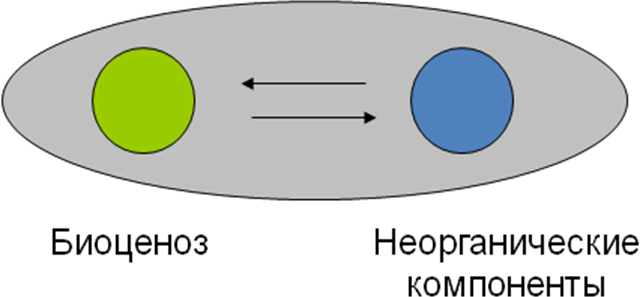 Биоценоз
Неорганические
компоненты